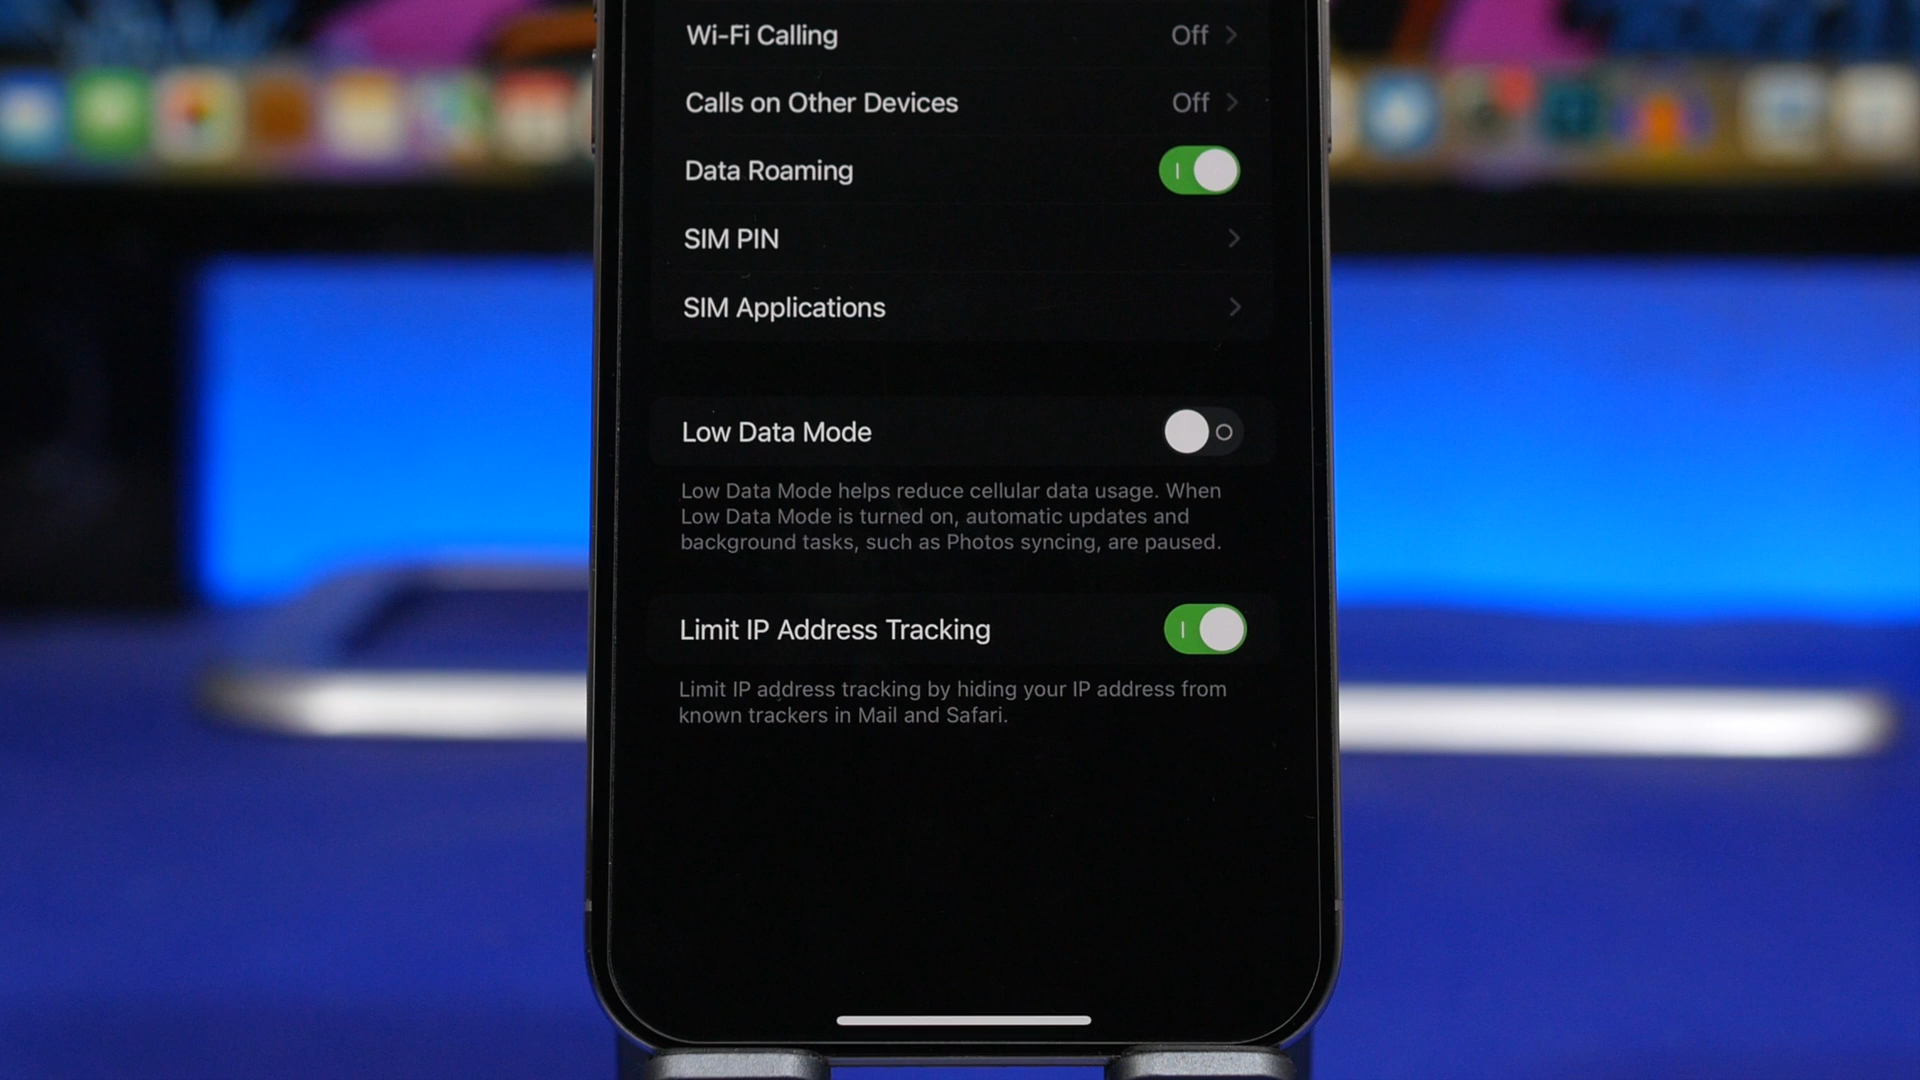 Wi-Fi Calling Off
Calls on Other Devices Off
Data Roaming
SIM PIN
SIM Applications
Low Data Mode
Low Data Mode helps reduce cellular data usage. When
Low Data Mode is turned on, automatic updates and
background tasks, such as Photos syncing, are paused.
Limit IP Address Tracking
Limit IP address tracking by hiding your IP address from
known trackers in Mail and Safari.